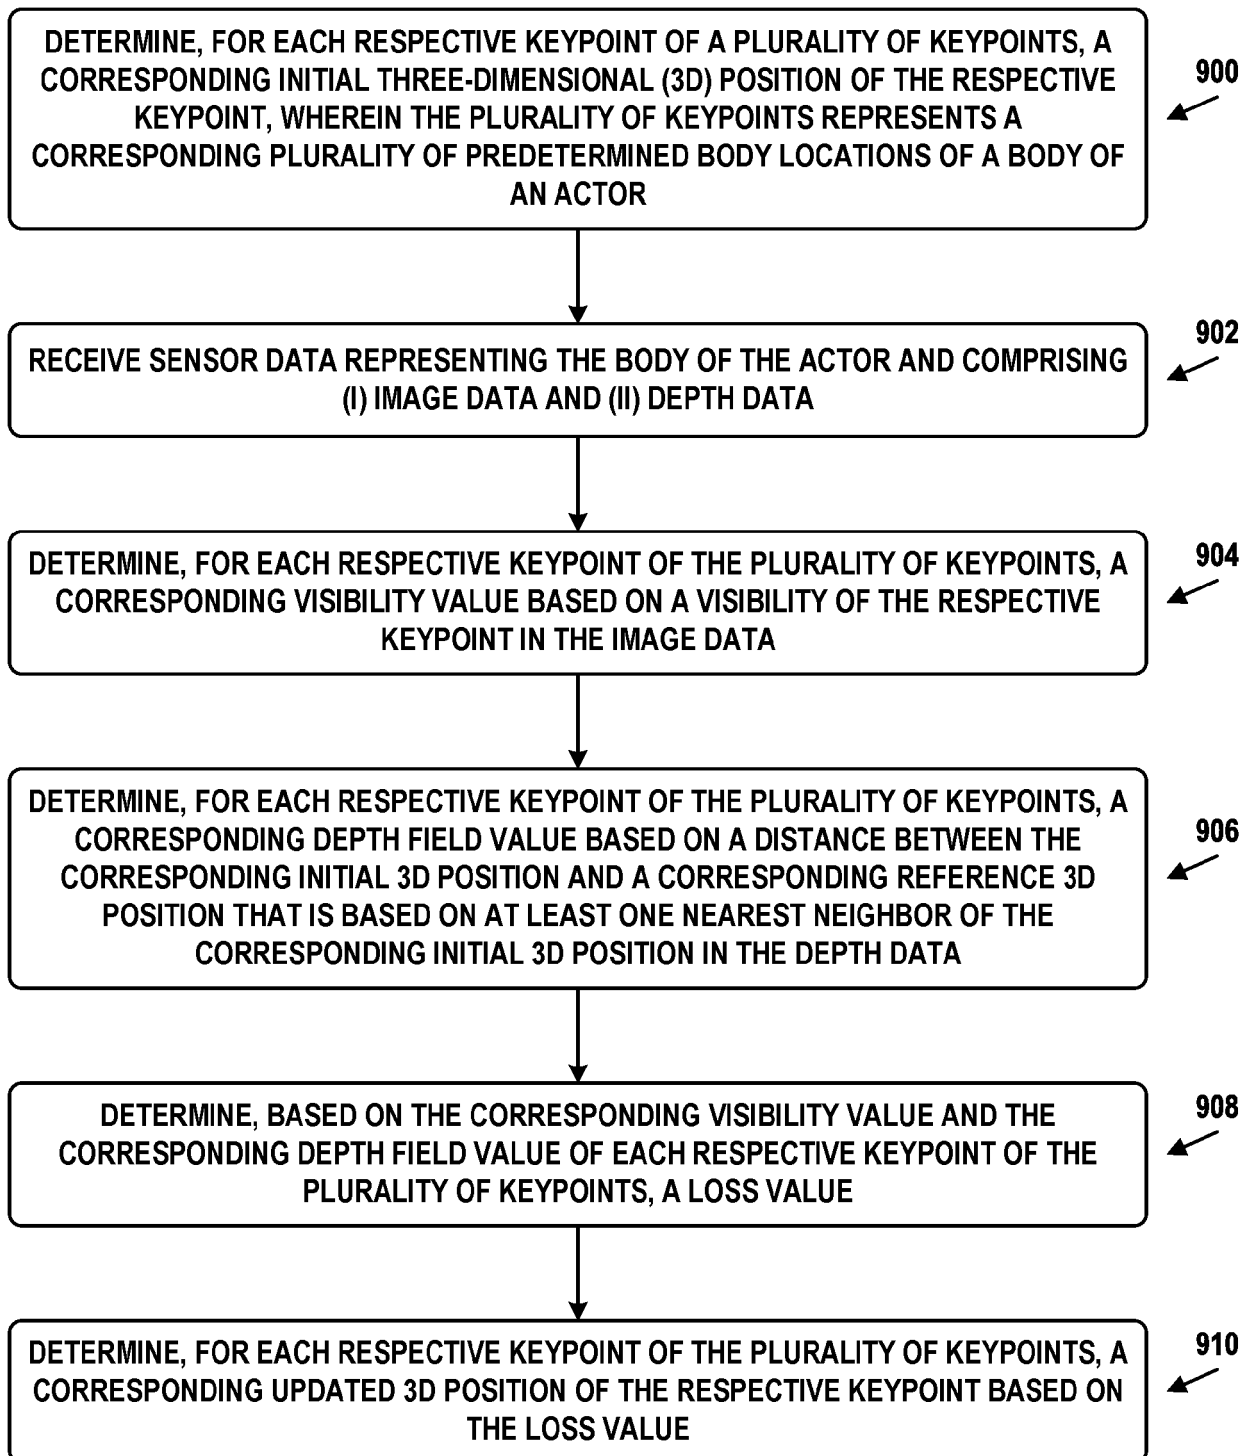 DETERMINE, FOR EACH RESPECTIVE KEYPOINT OF A PLURALITY OF KEYPOINTS, A
CORRESPONDING INITIAL THREE-DIMENSIONAL (3D) POSITION OF THE RESPECTIVE
KEYPOINT, WHEREIN THE PLURALITY OF KEYPOINTS REPRESENTS A
CORRESPONDING PLURALITY OF PREDETERMINED BODY LOCATIONS OF A BODY OF
AN ACTOR
900
RECEIVE SENSOR DATA REPRESENTING THE BODY OF THE ACTOR AND COMPRISING
(I) IMAGE DATA AND (II) DEPTH DATA
902
DETERMINE, FOR EACH RESPECTIVE KEYPOINT OF THE PLURALITY OF KEYPOINTS, A
CORRESPONDING VISIBILITY VALUE BASED ON A VISIBILITY OF THE RESPECTIVE
KEYPOINT IN THE IMAGE DATA
904
DETERMINE, FOR EACH RESPECTIVE KEYPOINT OF THE PLURALITY OF KEYPOINTS, A
CORRESPONDING DEPTH FIELD VALUE BASED ON A DISTANCE BETWEEN THE
CORRESPONDING INITIAL 3D POSITION AND A CORRESPONDING REFERENCE 3D
POSITION THAT IS BASED ON AT LEAST ONE NEAREST NEIGHBOR OF THE
CORRESPONDING INITIAL 3D POSITION IN THE DEPTH DATA
906
DETERMINE, BASED ON THE CORRESPONDING VISIBILITY VALUE AND THE
CORRESPONDING DEPTH FIELD VALUE OF EACH RESPECTIVE KEYPOINT OF THE
PLURALITY OF KEYPOINTS, A LOSS VALUE
908
DETERMINE, FOR EACH RESPECTIVE KEYPOINT OF THE PLURALITY OF KEYPOINTS, A
CORRESPONDING UPDATED 3D POSITION OF THE RESPECTIVE KEYPOINT BASED ON
THE LOSS VALUE
910